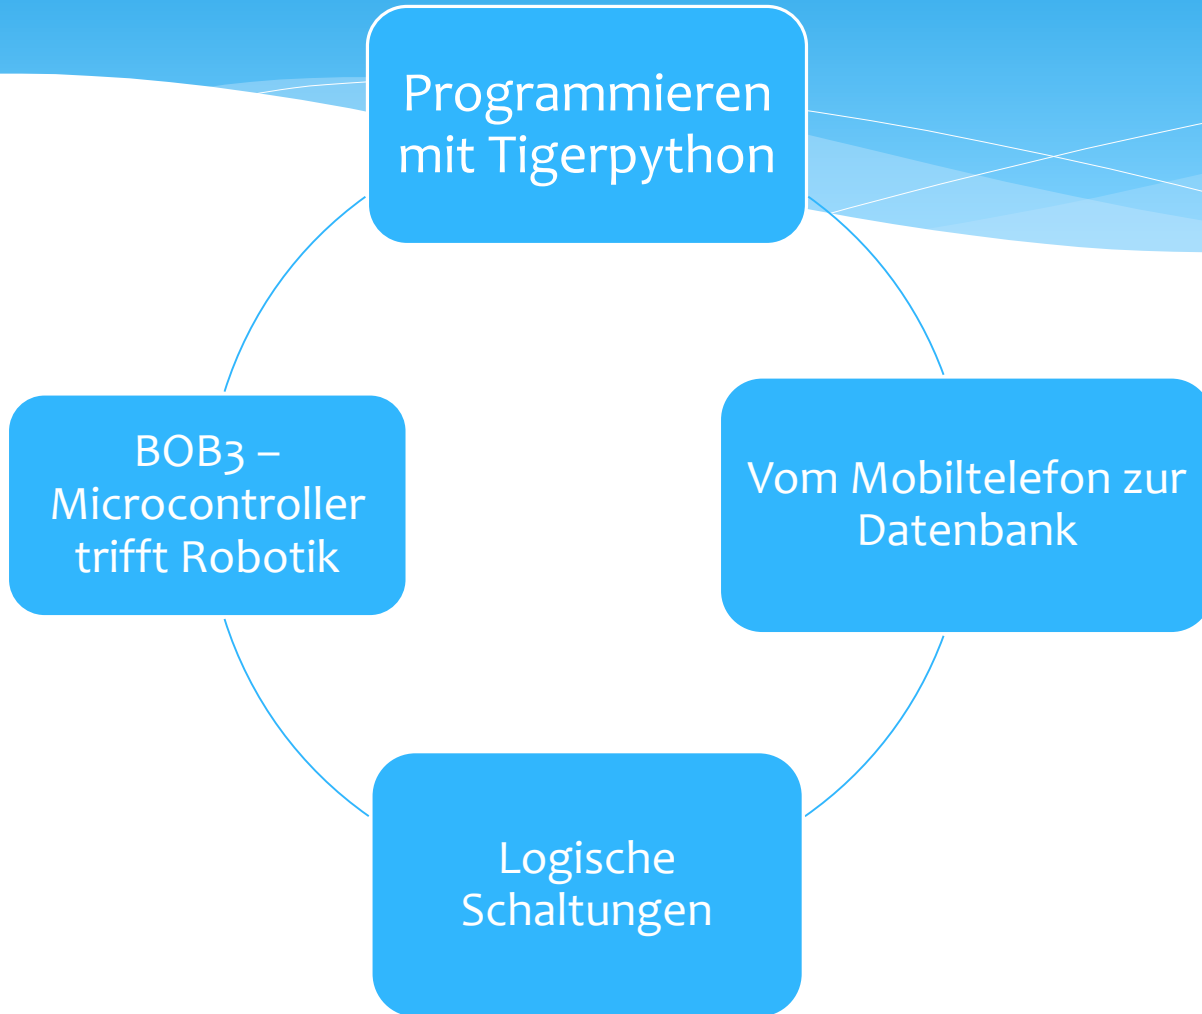 Programmieren
mit Tigerpython
Vom Mobiltelefon zur
Datenbank
Logische
Schaltungen
BOB3 –
Microcontroller
trifft Robotik